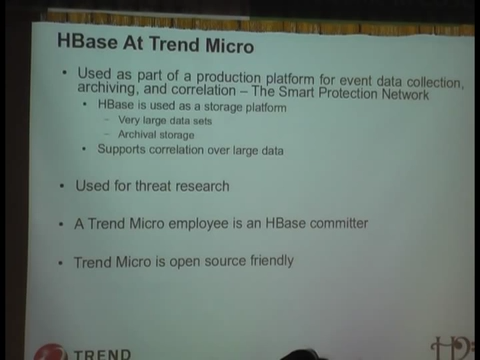 HBase At Trend Micro
• Used as part of a production platform for event data collection,
archiving, and correlation – The Smart Protection Network
• HBase is used as a storage platform
– Very large data sets
– Archival storage
• Supports correlation over large data
• Used for threat research
• A Trend Micro employee is an HBase committer
• Trend Micro is open source friendly
TREND